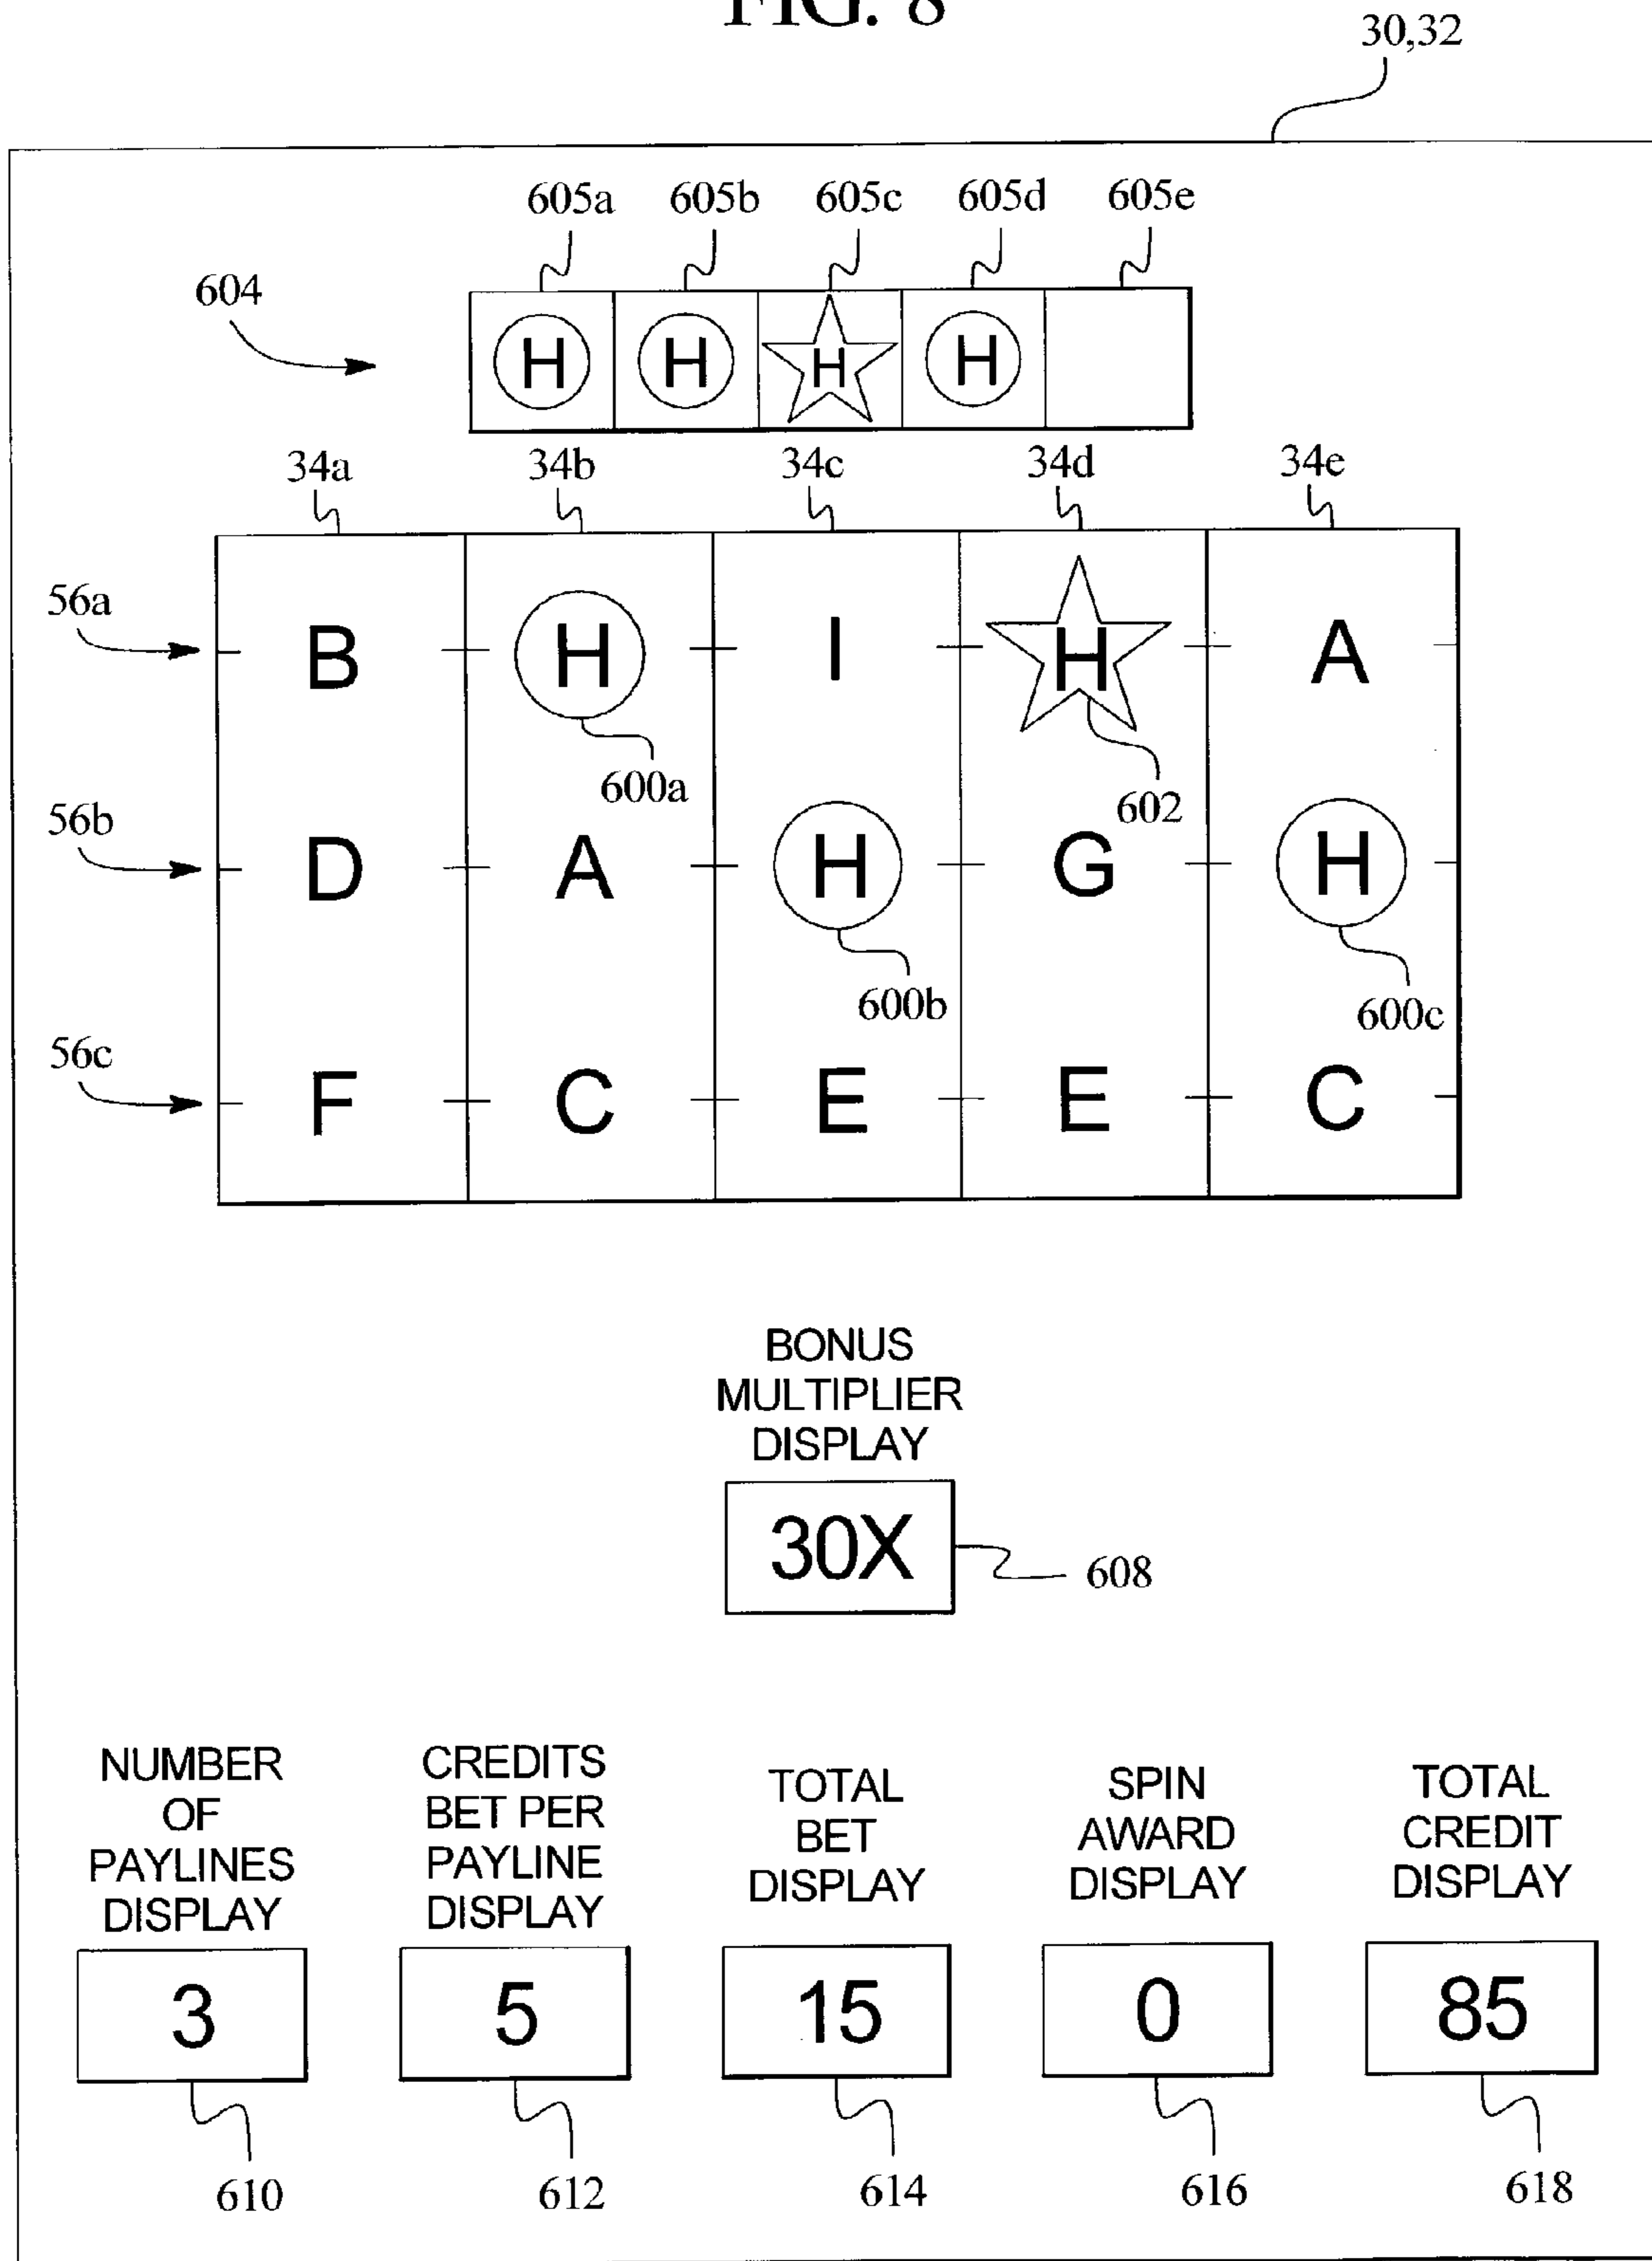 FIG. 8
30,32
605a 605b 605c 605d 605e
604
H H H H
34a 34b 34c 34d 34e
56a
B H I H A
600a
602
56b
D A H G H
600b
600c
56c
F C E E C
BONUS
MULTIPLIER
DISPLAY
30X
608
NUMBER
OF
PAYLINES
DISPLAY
3
610
CREDITS
BET PER
PAYLINE
DISPLAY
5
612
TOTAL
BET
DISPLAY
15
614
SPIN
AWARD
DISPLAY
0
616
TOTAL
CREDIT
DISPLAY
85
618